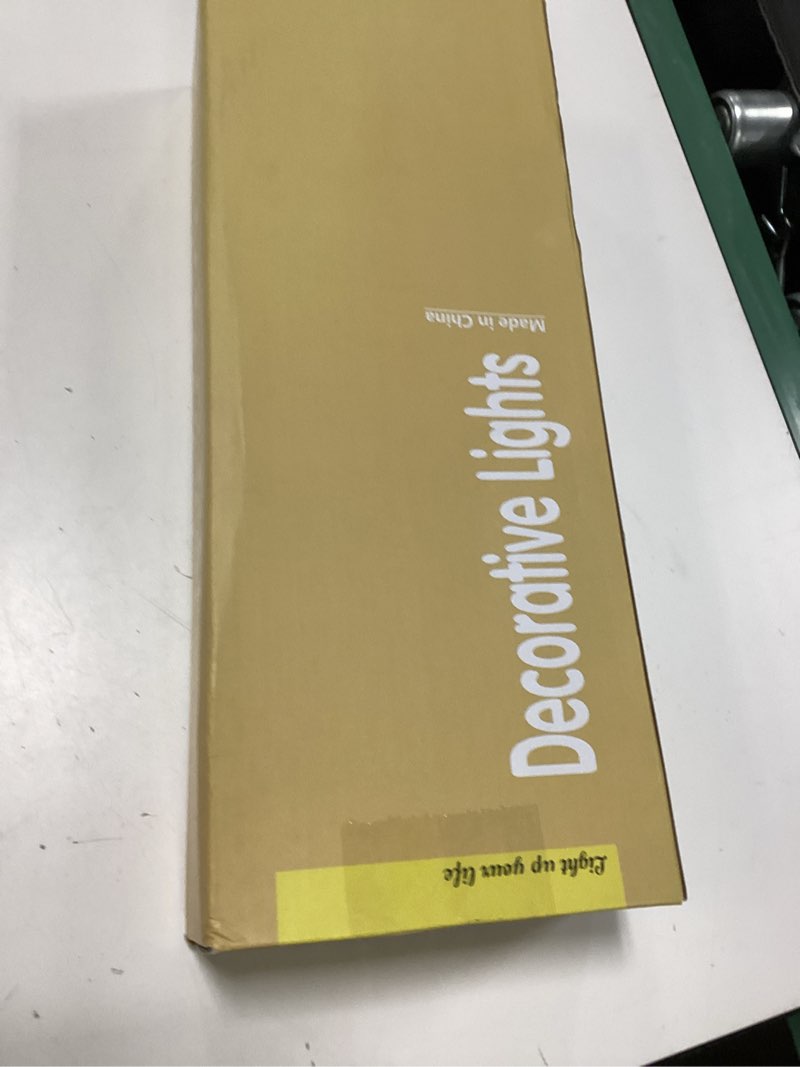 Made in China
Decorative Lights
Light up your life